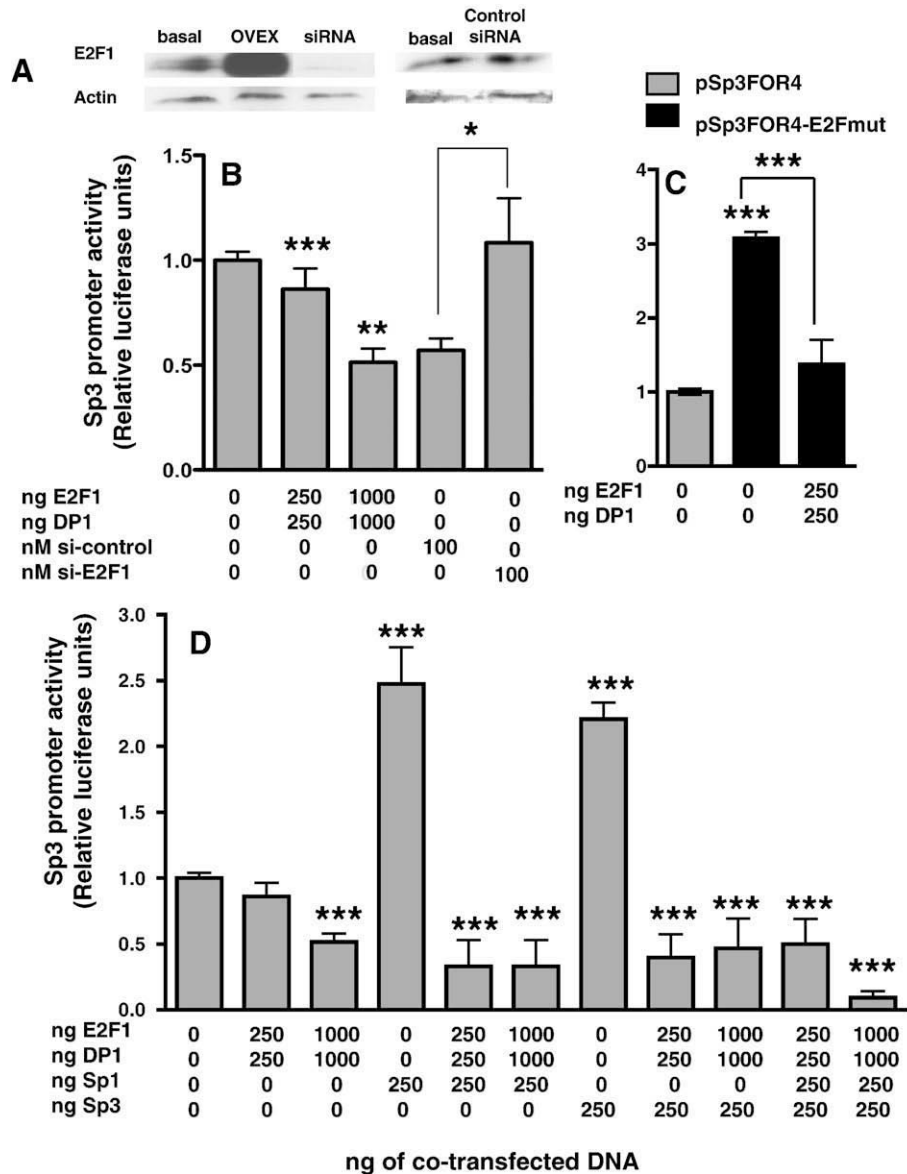 Control
basal OVEX siRNA basal siRNA
E2F1
A
Actin
pSp3FOR4
pSp3FOR4-E2Fmut
*
B
C
Sp3 promoter activity
(Relative luciferase units)
1.5
1.0
0.5
0.0
***
**
4
3
2
1
0
***
***
ng E2F1 0 250 1000 0 0
ng DP1 0 250 1000 0 0
nM si-control 0 0 0 100 0
nM si-E2F1 0 0 0 0 100
ng E2F1 0 0 250
ng DP1 0 0 250
D
Sp3 promoter activity
(Relative luciferase units)
3.0
2.5
2.0
1.5
1.0
0.5
0.0
*** *** *** *** *** *** *** *** ***
ng E2F1 0 250 1000 0 250 1000 0 250 1000 250 1000
ng DP1 0 250 1000 0 250 1000 0 250 1000 250 1000
ng Sp1 0 0 0 250 250 250 0 0 0 250 250
ng Sp3 0 0 0 0 0 0 250 250 250 250 250
ng of co-transfected DNA